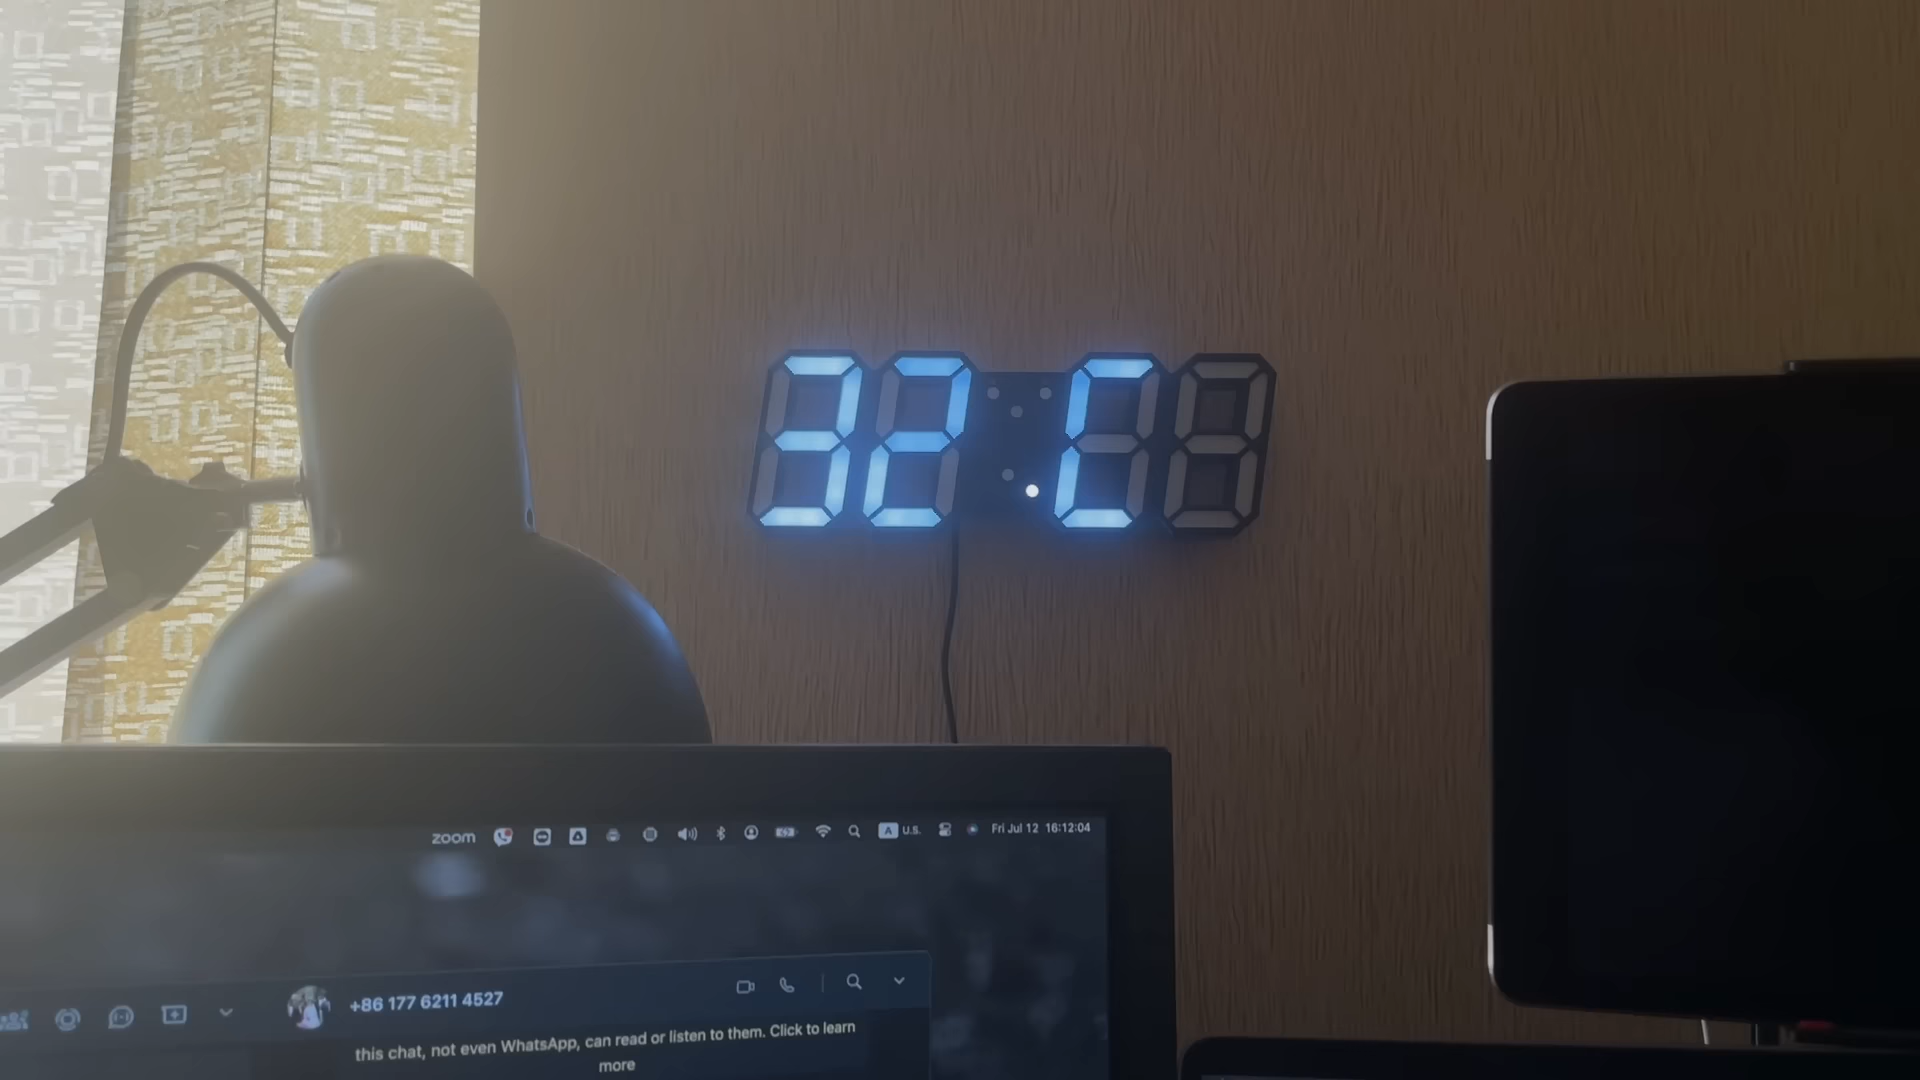 32 C
zoom
A U.S. Fri Jul 12 16:12:04
+86 177 6211 4527
this chat, not even WhatsApp, can read or listen to them. Click to learn
more